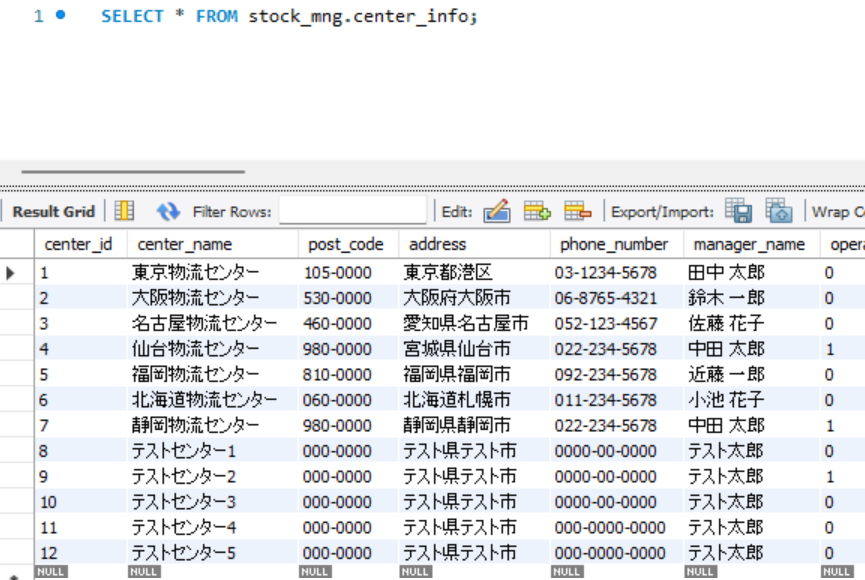 1 SELECT * FROM stock_mng.center_info;
Result Grid Filter Rows: Edit: Export/Import: Wrap C
center_id center_name post_code address phone_number manager_name opera
1 東京物流センター 105-0000 東京都港区 03-1234-5678 田中 太郎 0
2 大阪物流センター 530-0000 大阪府大阪市 06-8765-4321 鈴木 一郎 0
3 名古屋物流センター 460-0000 愛知県名古屋市 052-123-4567 佐藤 花子 0
4 仙台物流センター 980-0000 宮城県仙台市 022-234-5678 中田 太郎 1
5 福岡物流センター 810-0000 福岡県福岡市 092-234-5678 近藤 一郎 0
6 北海道物流センター 060-0000 北海道札幌市 011-234-5678 小池 花子 0
7 静岡物流センター 980-0000 静岡県静岡市 022-234-5678 中田 太郎 1
8 テストセンター1 000-0000 テスト県テスト市 0000-00-0000 テスト太郎 0
9 テストセンター2 000-0000 テスト県テスト市 0000-00-0000 テスト太郎 1
10 テストセンター3 000-0000 テスト県テスト市 0000-00-0000 テスト太郎 0
11 テストセンター4 000-0000 テスト県テスト市 000-0000-0000 テスト太郎 0
12 テストセンター5 000-0000 テスト県テスト市 000-0000-0000 テスト太郎 0
NULL NULL NULL NULL NULL NULL NULL